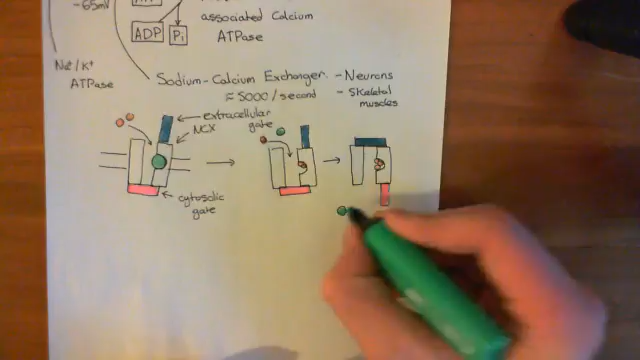 -65mV
ADP
Pi
associated Calcium
ATPase
Na⁺/K⁺
ATPase
Sodium-Calcium Exchanger
≈5000/second
-Neurons
- Skeletal
muscles
extracellular
gate
NCX
cytosolic
gate